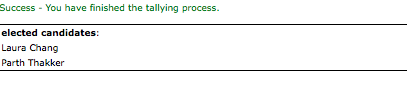 Success - You have finished the tallying process.
elected candidates:
Laura Chang
Parth Thakker